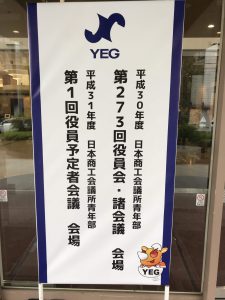 YEG
平成30年度　日本商工会議所青年部
第273回役員会・諸会議　会場
平成31年度　日本商工会議所青年部
第1回役員予定者会議　会場
YEG